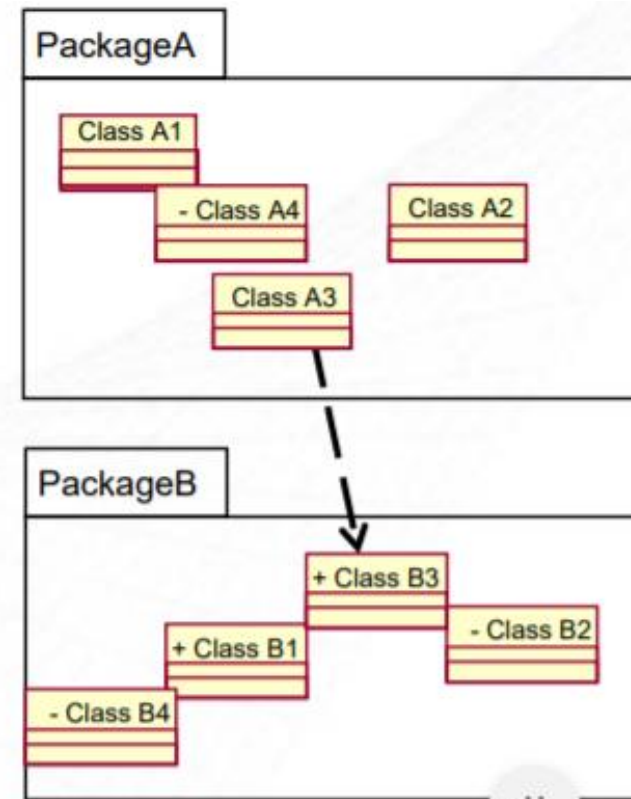 PackageA
Class A1
- Class A4
Class A2
Class A3
PackageB
+ Class B3
- Class B2
+ Class B1
- Class B4